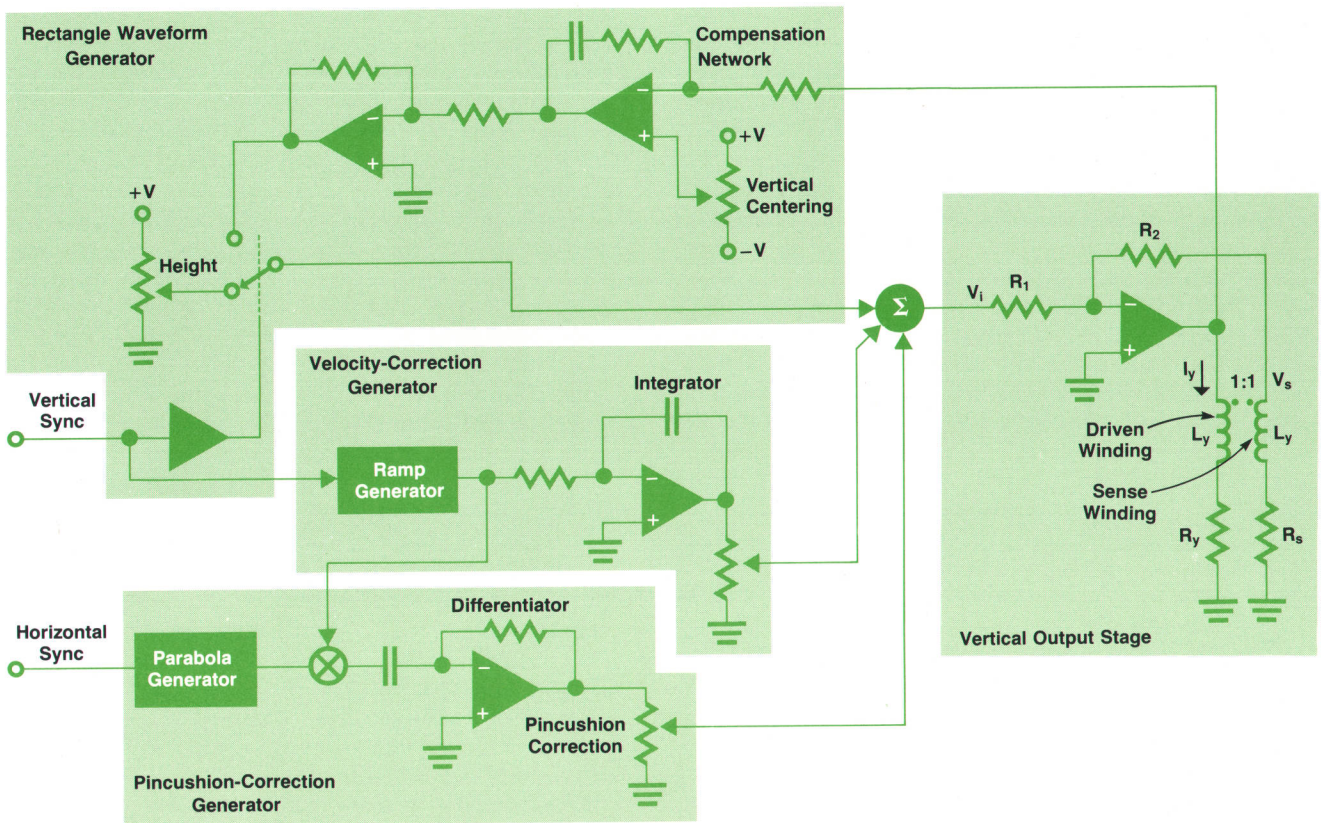 Rectangle Waveform
Generator
Compensation
Network
−
+
−
+
+V
Vertical
Centering
−V
+V
Height
Σ
Vi
R1
R2
−
+
Iy
1:1
Vs
Driven
Winding
Ly
Ly
Sense
Winding
Ry
Rs
Vertical Output Stage
Vertical
Sync
Velocity-Correction
Generator
Integrator
Ramp
Generator
−
+
Horizontal
Sync
Parabola
Generator
Differentiator
−
+
Pincushion
Correction
Pincushion-Correction
Generator